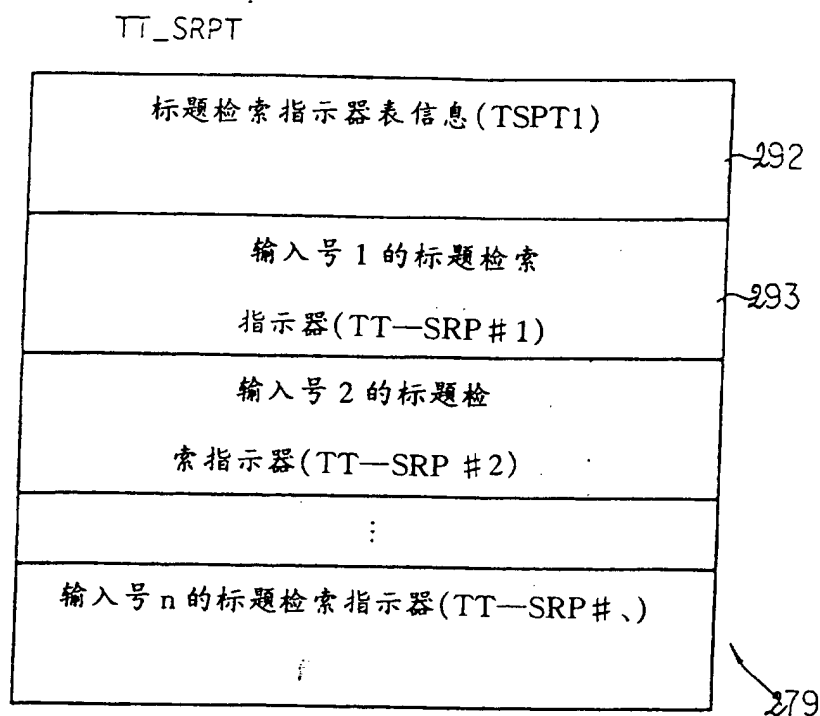 TT_SRPT
标题检索指示器表信息(TSPT1)
292
输入号1的标题检索
指示器(TT—SRP#1)
293
输入号2的标题检
索指示器(TT—SRP #2)
⋮
输入号n的标题检索指示器(TT—SRP#、)
279